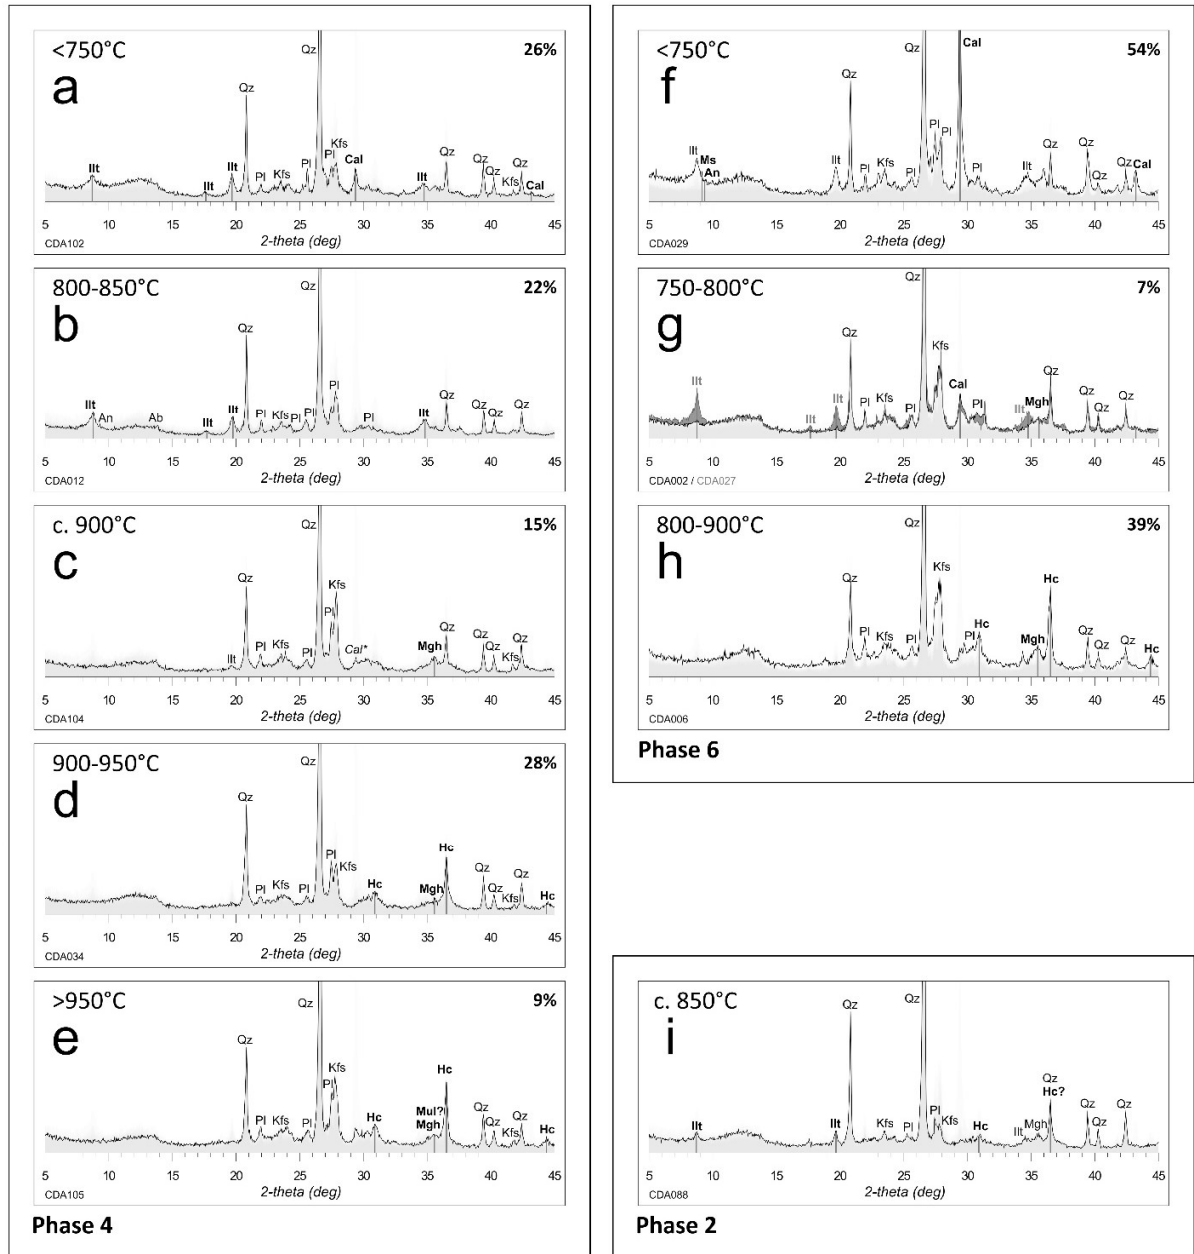 <750°C 26%
a
Qz
Qz
Ilt Ilt Ilt Pl Kfs Pl Pl Kfs Cal Ilt Qz Qz Qz Kfs Qz Cal
5 10 15 20 25 30 35 40 45
CDA102 2-theta (deg)
800-850°C 22%
b
Qz
Qz
Ilt An Ab Ilt Ilt Pl Kfs Pl Pl Pl Pl Ilt Qz Qz Qz Qz
5 10 15 20 25 30 35 40 45
CDA012 2-theta (deg)
c. 900°C 15%
c
Qz
Qz
Ilt Pl Kfs Pl Pl Kfs Cal* Mgh Qz Qz Qz Kfs Qz
5 10 15 20 25 30 35 40 45
CDA104 2-theta (deg)
900-950°C 28%
d
Qz
Qz
Pl Kfs Pl Pl Kfs Hc Mgh Hc Qz Qz Kfs Qz Hc
5 10 15 20 25 30 35 40 45
CDA034 2-theta (deg)
>950°C 9%
e
Qz
Qz
Pl Kfs Pl Pl Kfs Hc Mul? Mgh Hc Qz Qz Kfs Qz Hc
5 10 15 20 25 30 35 40 45
CDA105 2-theta (deg)
Phase 4
<750°C 54%
f
Qz Cal
Qz
Ilt Ms An Ilt Pl Kfs Pl Pl Pl Pl Ilt Qz Qz Qz Qz Cal
5 10 15 20 25 30 35 40 45
CDA029 2-theta (deg)
750-800°C 7%
g
Qz
Qz
Ilt Ilt Ilt Pl Kfs Pl Kfs Cal Pl Ilt Mgh Qz Qz Qz Qz
5 10 15 20 25 30 35 40 45
CDA002 / CDA027 2-theta (deg)
800-900°C 39%
h
Qz
Qz
Pl Kfs Pl Kfs Pl Hc Mgh Hc Qz Qz Qz Hc
5 10 15 20 25 30 35 40 45
CDA006 2-theta (deg)
Phase 6
c. 850°C
i
Qz
Qz
Ilt Ilt Kfs Pl Pl Kfs Hc Ilt Mgh Qz Hc? Qz Qz Qz
5 10 15 20 25 30 35 40 45
CDA088 2-theta (deg)
Phase 2